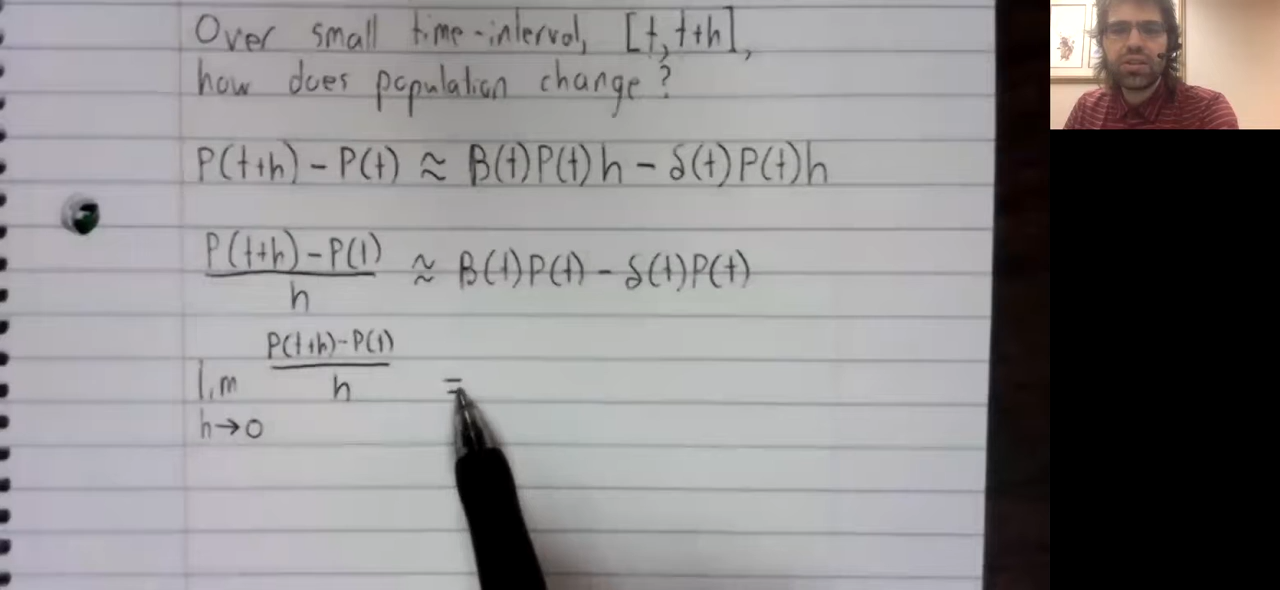 Over small time-interval, [t, t+h],
how does population change?
P(t+h) - P(t) ≈ β(t)P(t)h - δ(t)P(t)h
P(t+h) - P(t)
h
≈ β(t)P(t) - δ(t)P(t)
P(t+h)-P(t)
lim
h
=
h→0